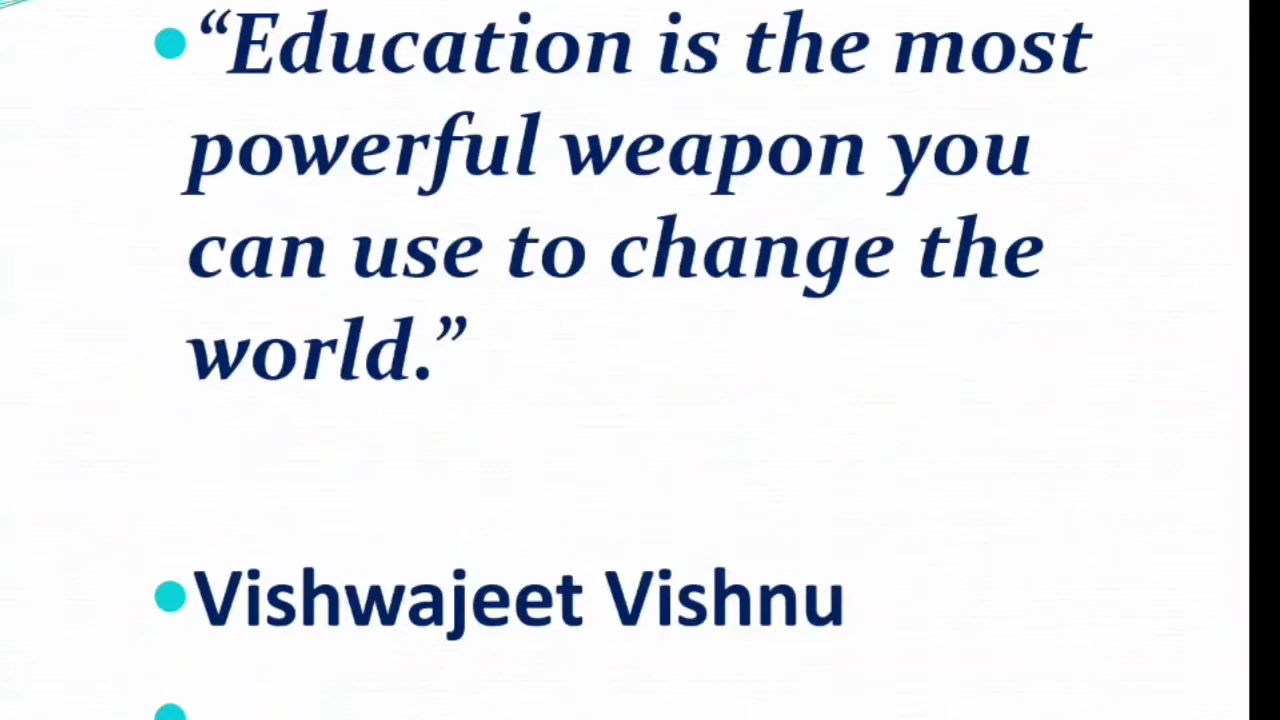 “Education is the most
powerful weapon you
can use to change the
world.”
Vishwajeet Vishnu